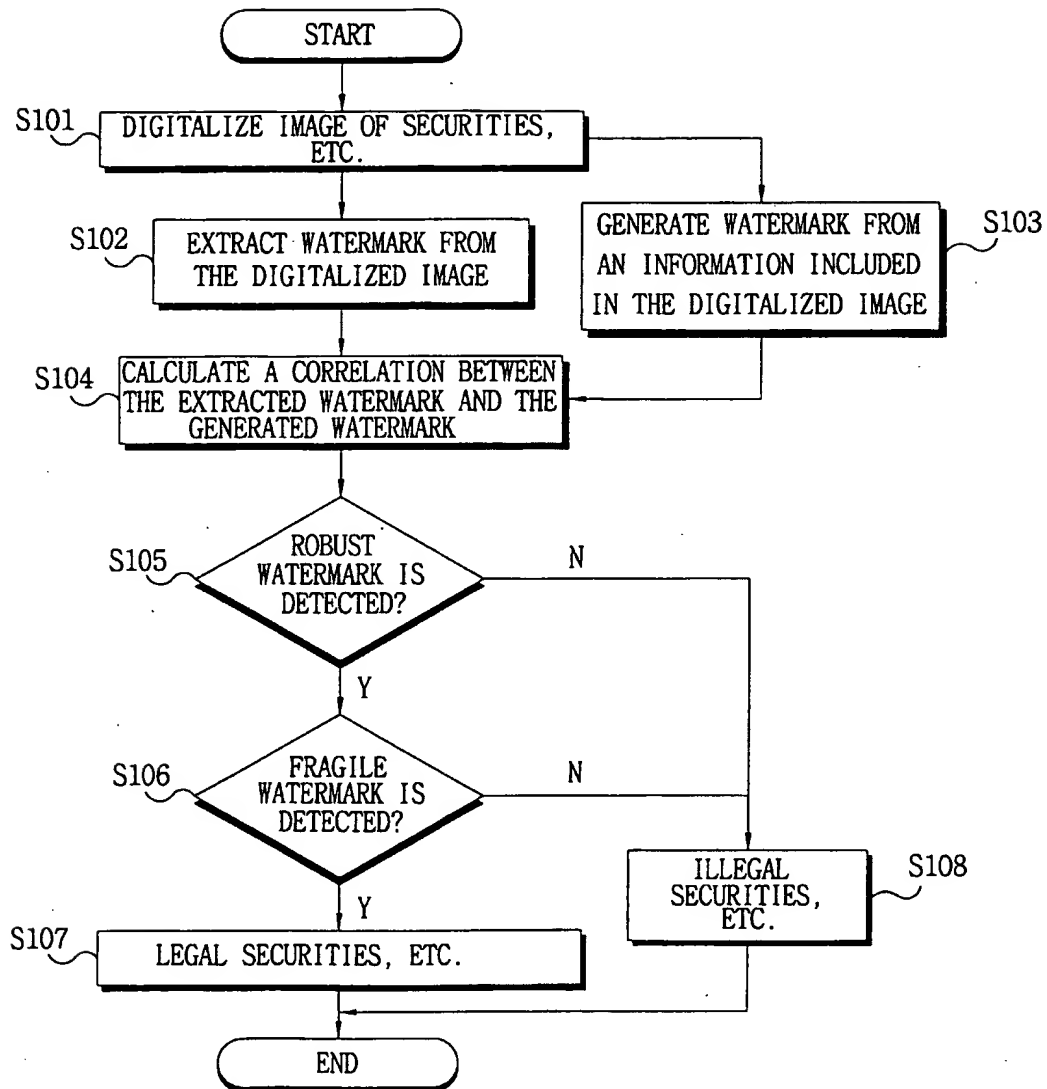 START
S101
DIGITALIZE IMAGE OF SECURITIES,
ETC.
S102
EXTRACT WATERMARK FROM
THE DIGITALIZED IMAGE
GENERATE WATERMARK FROM
AN INFORMATION INCLUDED
IN THE DIGITALIZED IMAGE
S103
S104
CALCULATE A CORRELATION BETWEEN
THE EXTRACTED WATERMARK AND THE
GENERATED WATERMARK
S105
ROBUST
WATERMARK IS
DETECTED?
N
Y
S106
FRAGILE
WATERMARK IS
DETECTED?
N
Y
ILLEGAL
SECURITIES,
ETC.
S108
S107
LEGAL SECURITIES, ETC.
END